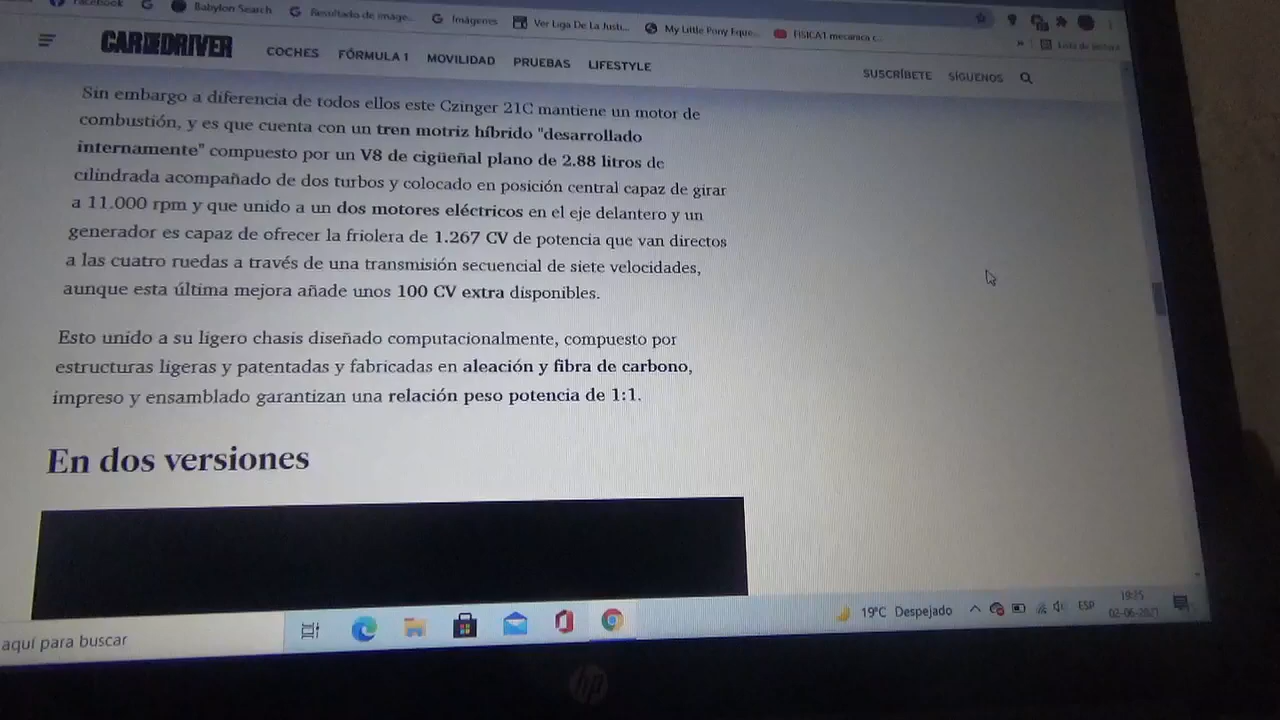 Facebook
Babylon Search
Resultado de image...
Imágenes
Ver Liga De La Justi...
My Little Pony Eque...
FISICA1 mecanica c...
Lista de lectura
CAR AND DRIVER
COCHES FÓRMULA 1 MOVILIDAD PRUEBAS LIFESTYLE
SUSCRÍBETE SÍGUENOS
Sin embargo a diferencia de todos ellos este Czinger 21C mantiene un motor de
combustión, y es que cuenta con un tren motriz híbrido "desarrollado
internamente" compuesto por un V8 de cigüeñal plano de 2.88 litros de
cilindrada acompañado de dos turbos y colocado en posición central capaz de girar
a 11.000 rpm y que unido a un dos motores eléctricos en el eje delantero y un
generador es capaz de ofrecer la friolera de 1.267 CV de potencia que van directos
a las cuatro ruedas a través de una transmisión secuencial de siete velocidades,
aunque esta última mejora añade unos 100 CV extra disponibles.
Esto unido a su ligero chasis diseñado computacionalmente, compuesto por
estructuras ligeras y patentadas y fabricadas en aleación y fibra de carbono,
impreso y ensamblado garantizan una relación peso potencia de 1:1.
En dos versiones
aquí para buscar
19°C Despejado
ESP
19:25
02-06-2021
hp